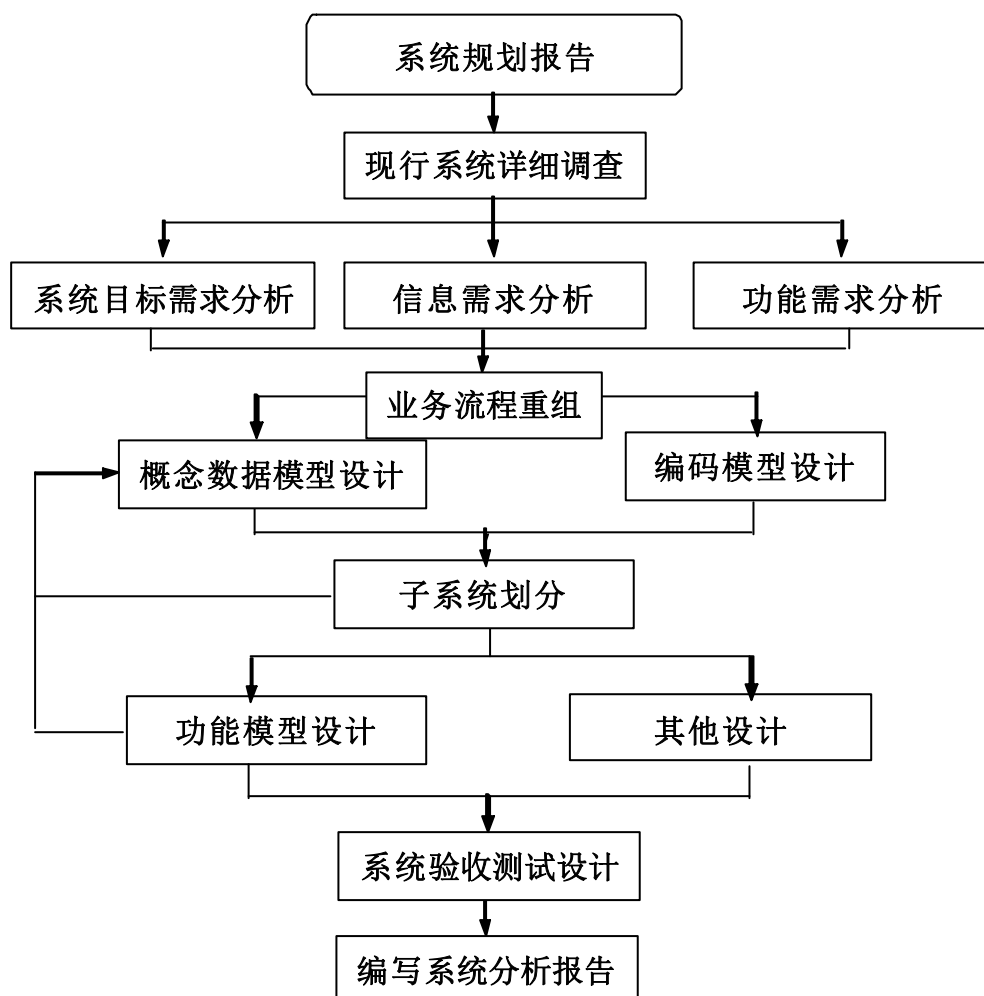 系统规划报告
现行系统详细调查
系统目标需求分析
信息需求分析
功能需求分析
业务流程重组
概念数据模型设计
编码模型设计
子系统划分
功能模型设计
其他设计
系统验收测试设计
编写系统分析报告